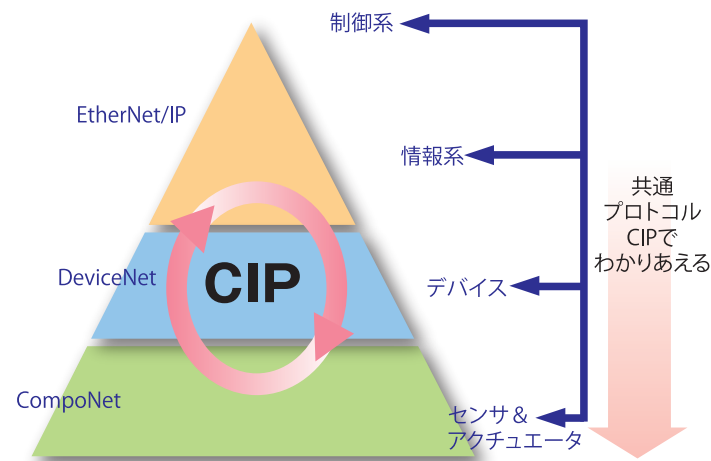 制御系
EtherNet/IP
情報系
共通
プロトコル
CIPで
わかりあえる
DeviceNet
CIP
デバイス
CompoNet
センサ＆
アクチュエータ